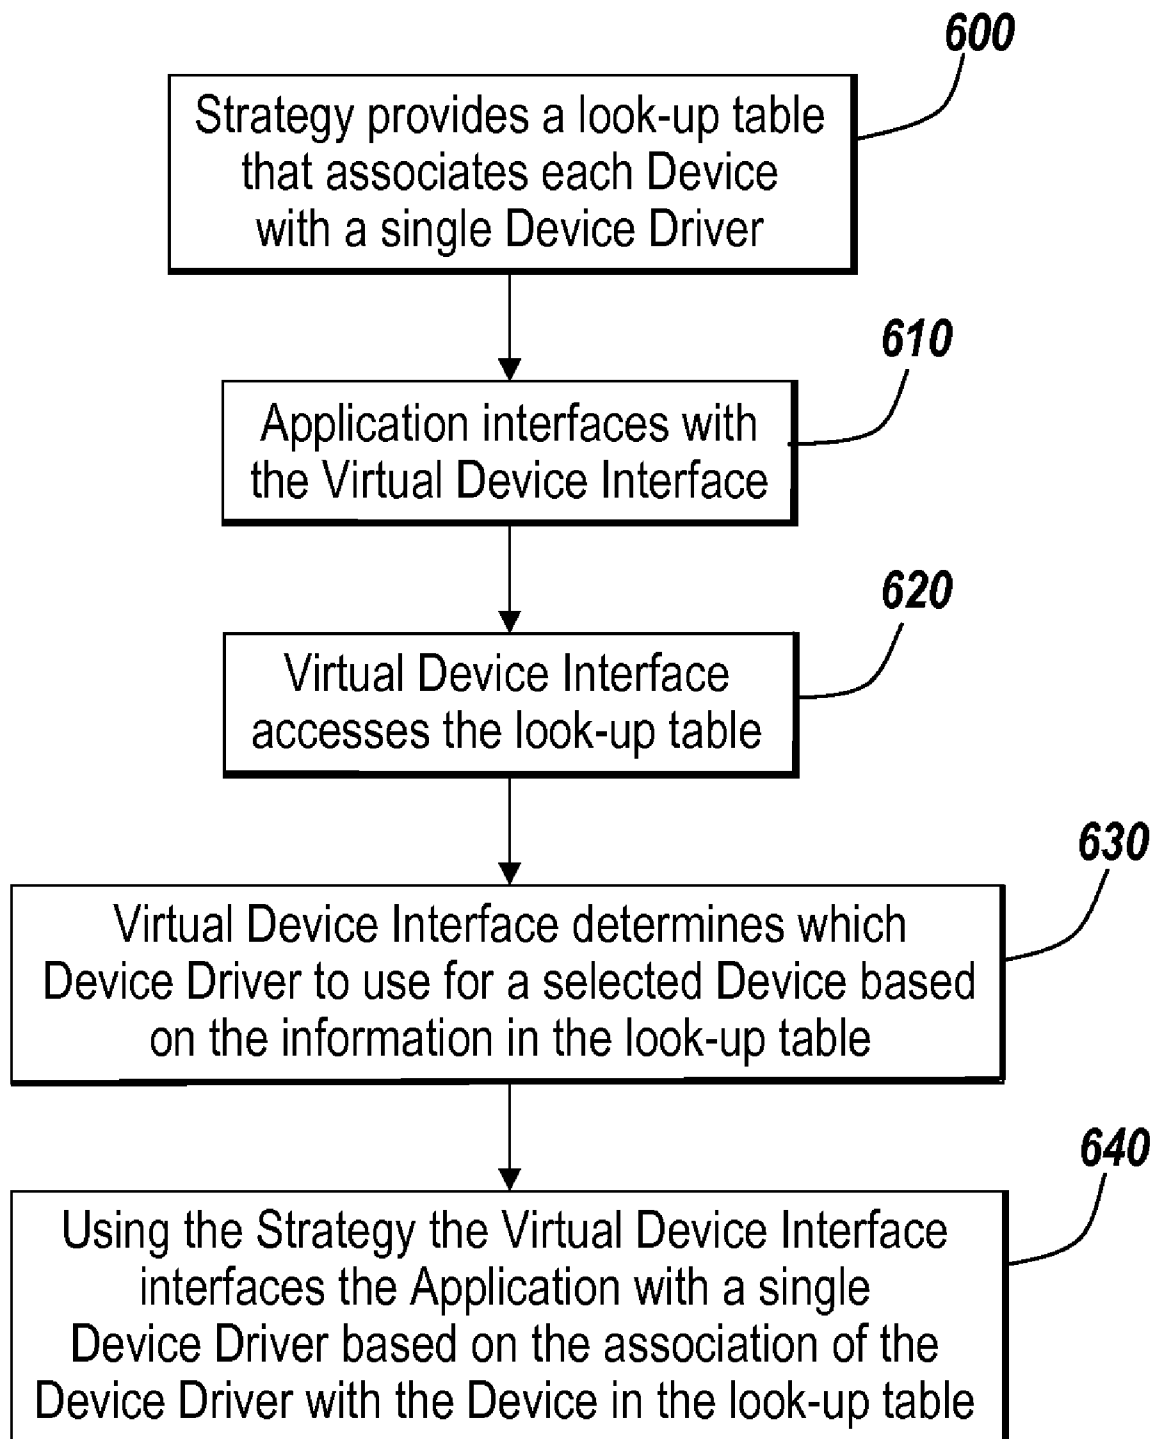 600
Strategy provides a look-up table
that associates each Device
with a single Device Driver
610
Application interfaces with
the Virtual Device Interface
620
Virtual Device Interface
accesses the look-up table
630
Virtual Device Interface determines which
Device Driver to use for a selected Device based
on the information in the look-up table
640
Using the Strategy the Virtual Device Interface
interfaces the Application with a single
Device Driver based on the association of the
Device Driver with the Device in the look-up table